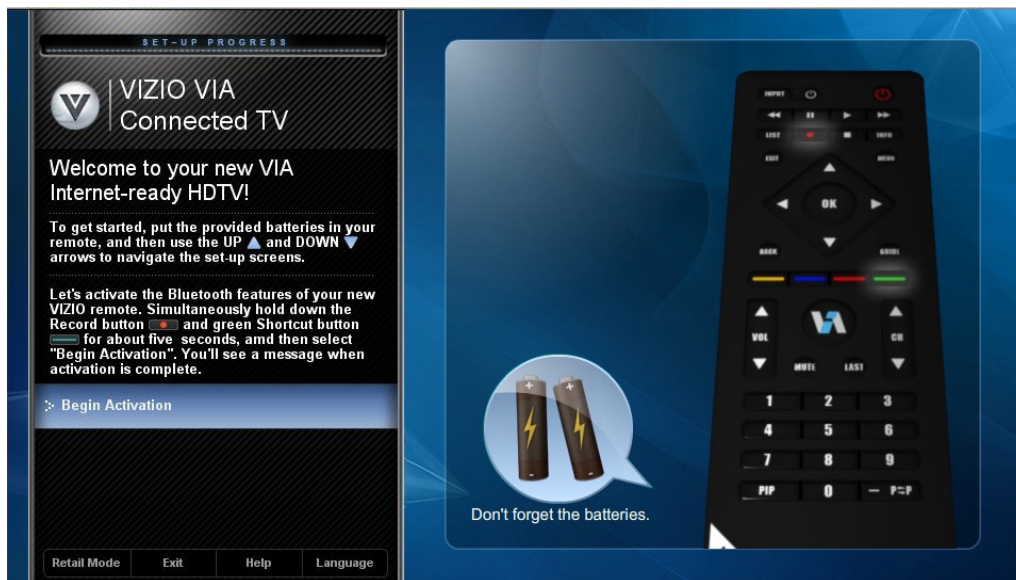 SET-UP PROGRESS
VIZIO VIA
Connected TV
Welcome to your new VIA
Internet-ready HDTV!
To get started, put the provided batteries in your
remote, and then use the UP ▲ and DOWN ▼
arrows to navigate the set-up screens.
Let's activate the Bluetooth features of your new
VIZIO remote. Simultaneously hold down the
Record button and green Shortcut button
for about five seconds, amd then select
"Begin Activation". You'll see a message when
activation is complete.
> Begin Activation
Retail Mode Exit Help Language
INPUT
LIST INFO
EXIT MENU
OK
BACK GUIDE
VOL CH
MUTE LAST
1 2 3
4 5 6
7 8 9
PIP 0 — P⇆P
Don't forget the batteries.